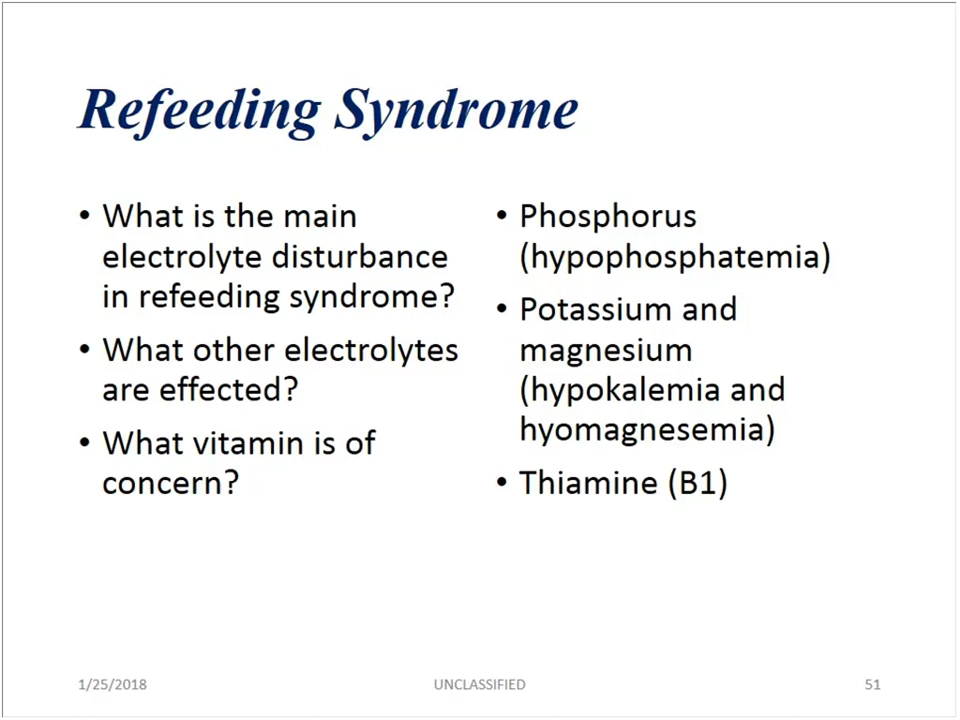 Refeeding Syndrome
• What is the main
electrolyte disturbance
in refeeding syndrome?
• What other electrolytes
are effected?
• What vitamin is of
concern?
• Phosphorus
(hypophosphatemia)
• Potassium and
magnesium
(hypokalemia and
hyomagnesemia)
• Thiamine (B1)
1/25/2018
UNCLASSIFIED
51